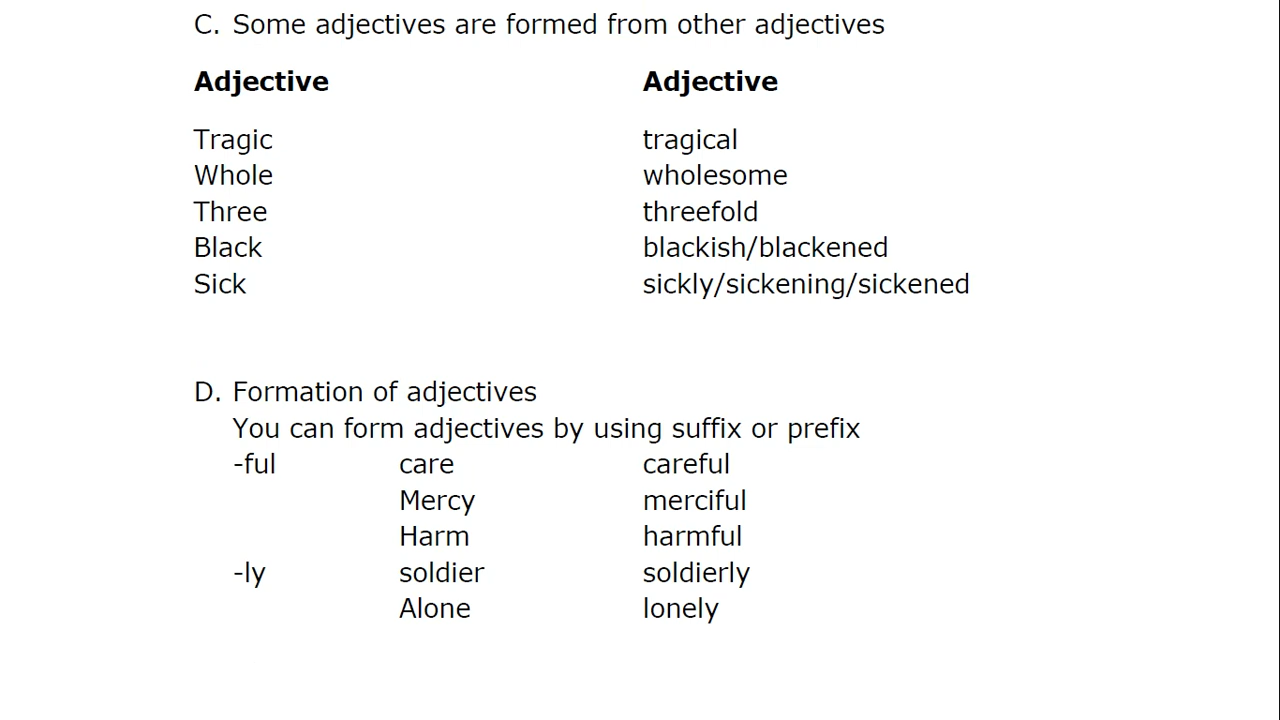 C. Some adjectives are formed from other adjectives
Adjective Adjective
Tragic tragical
Whole wholesome
Three threefold
Black blackish/blackened
Sick sickly/sickening/sickened
D. Formation of adjectives
You can form adjectives by using suffix or prefix
-ful care careful
Mercy merciful
Harm harmful
-ly soldier soldierly
Alone lonely